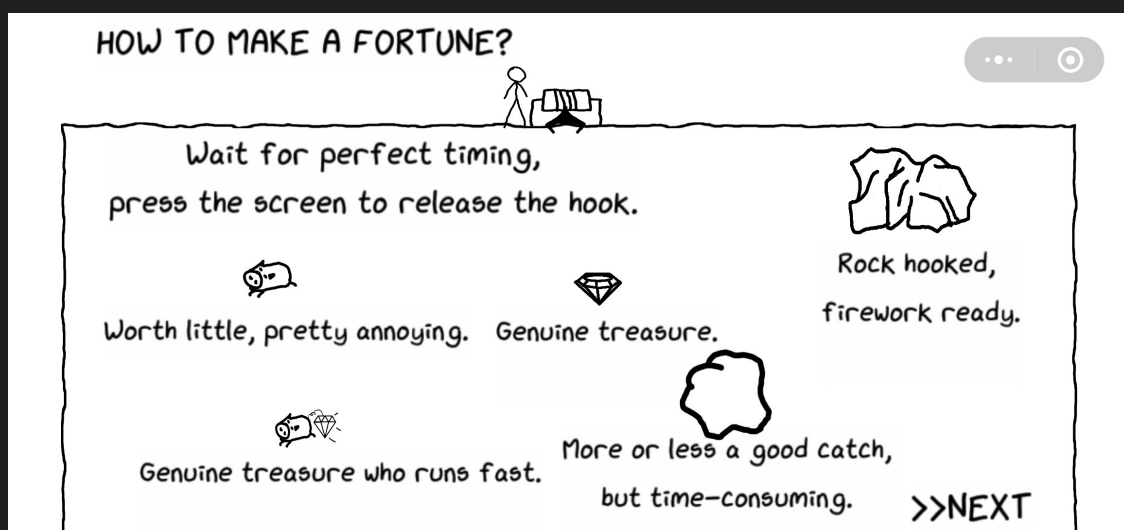 HOW TO MAKE A FORTUNE?
Wait for perfect timing,
press the screen to release the hook.
Rock hooked,
firework ready.
Worth little, pretty annoying.
Genuine treasure.
Genuine treasure who runs fast.
More or less a good catch,
but time-consuming.
>>NEXT